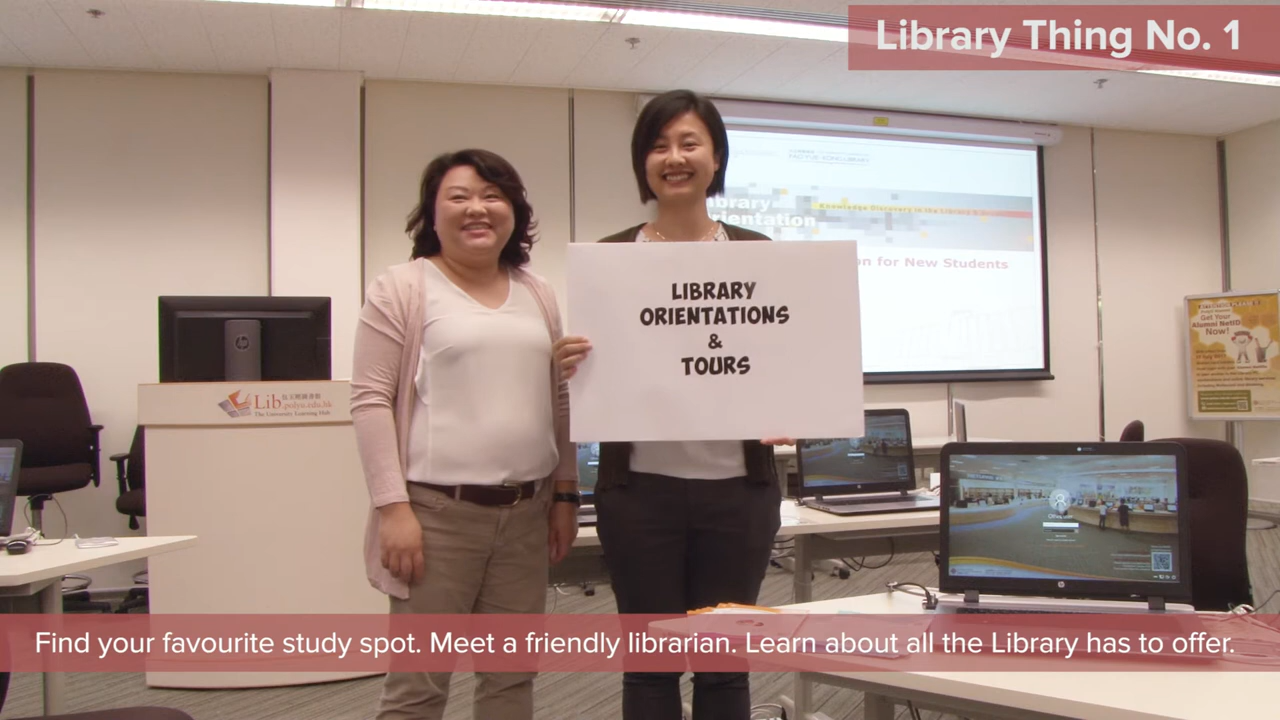 Library Thing No. 1
Library
Orientation
Knowledge Discovery in the Library
on for New Students
LIBRARY
ORIENTATIONS
&
TOURS
Lib.polyu.edu.hk
The University Learning Hub
Get Your
Alumni NetID
Now!
hp
Find your favourite study spot. Meet a friendly librarian. Learn about all the Library has to offer.